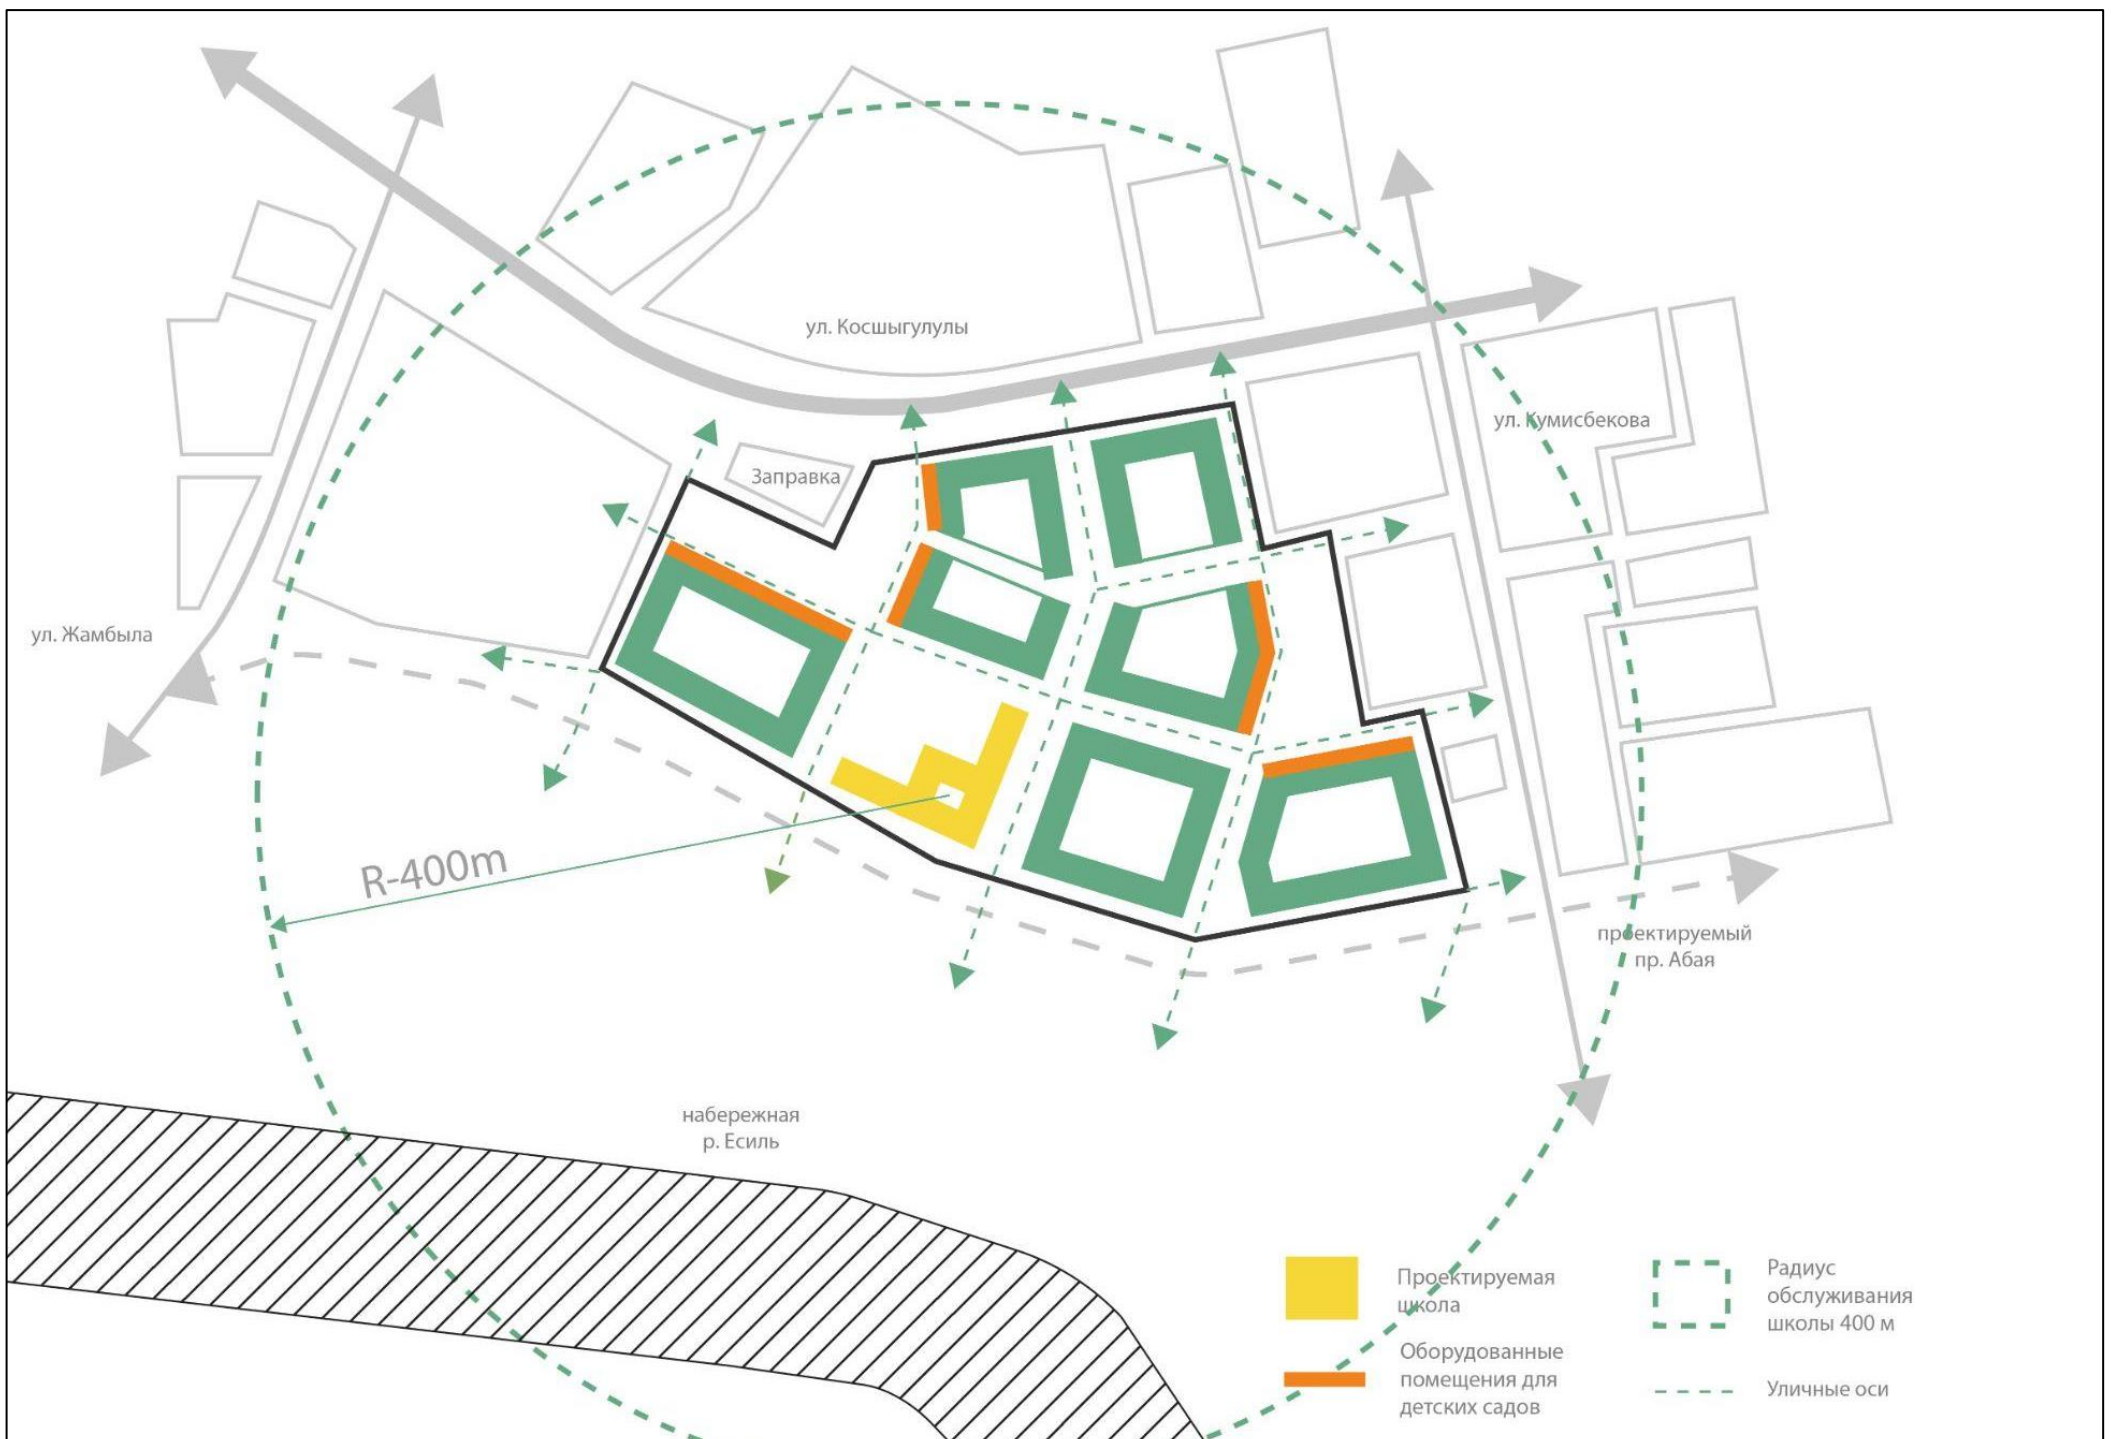 ул. Косшыгулулы
ул. Кумисбекова
Заправка
ул. Жамбыла
R-400m
проектируемый
пр. Абая
набережная
р. Есиль
Проектируемая
школа
Оборудованные
помещения для
детских садов
Радиус
обслуживания
школы 400 м
Уличные оси